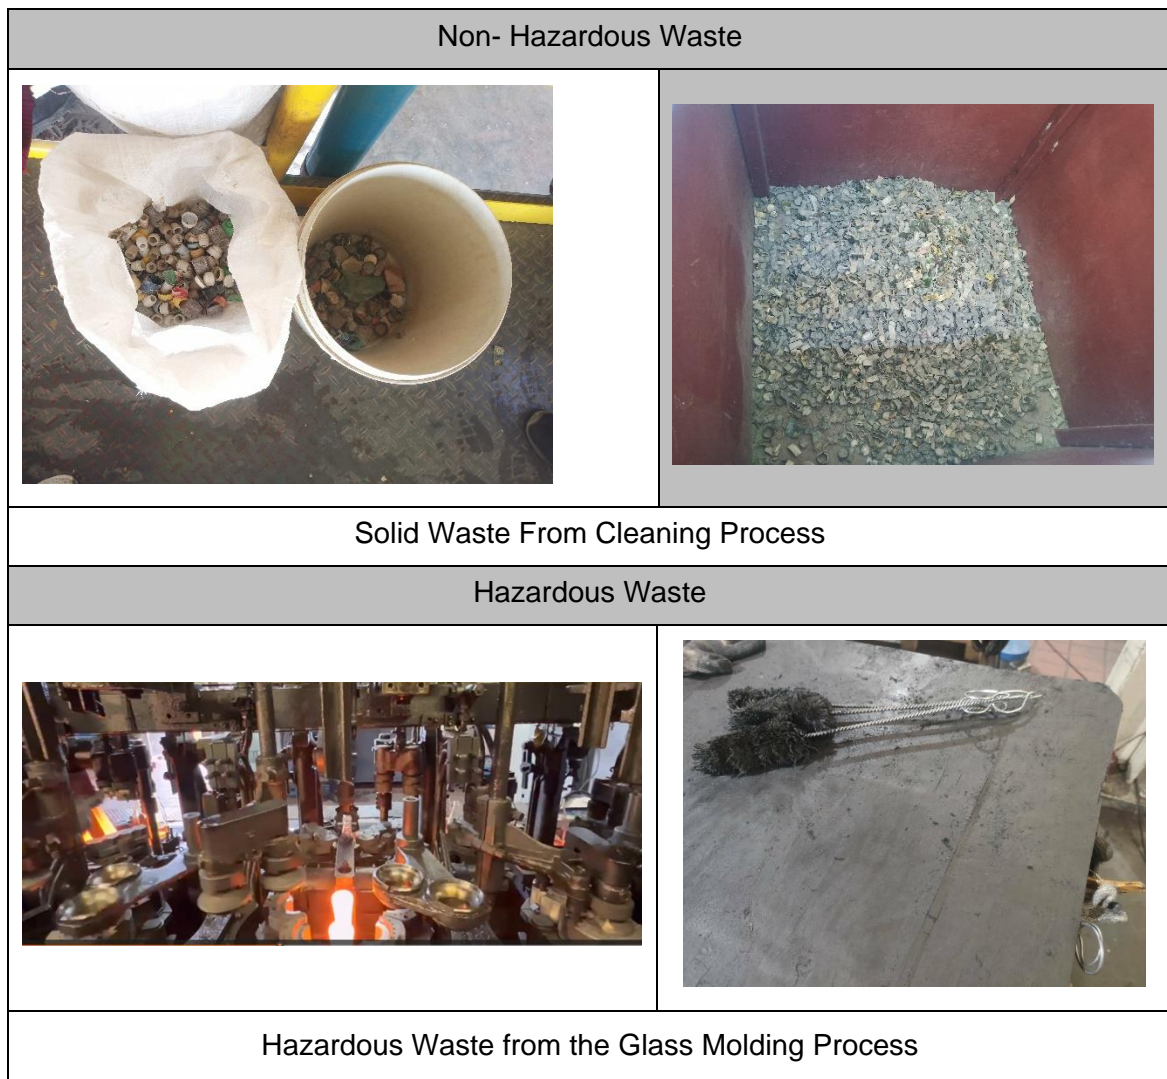 Non- Hazardous Waste
Solid Waste From Cleaning Process
Hazardous Waste
Hazardous Waste from the Glass Molding Process